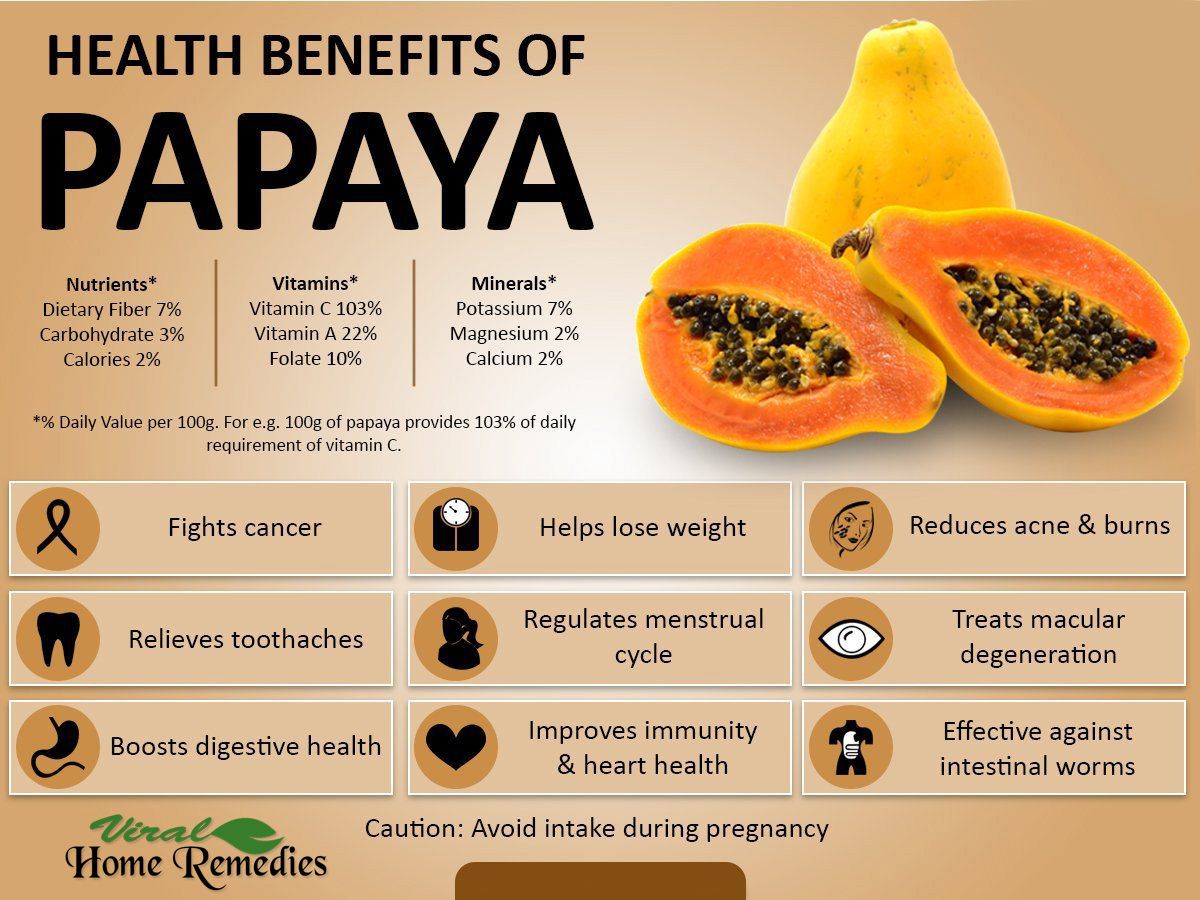 HEALTH BENEFITS OF
PAPAYA
Nutrients*
Dietary Fiber 7%
Carbohydrate 3%
Calories 2%
Vitamins*
Vitamin C 103%
Vitamin A 22%
Folate 10%
Minerals*
Potassium 7%
Magnesium 2%
Calcium 2%
*% Daily Value per 100g. For e.g. 100g of papaya provides 103% of daily
requirement of vitamin C.
Fights cancer
Helps lose weight
Reduces acne & burns
Relieves toothaches
Regulates menstrual
cycle
Treats macular
degeneration
Boosts digestive health
Improves immunity
& heart health
Effective against
intestinal worms
Caution: Avoid intake during pregnancy
Viral
Home Remedies